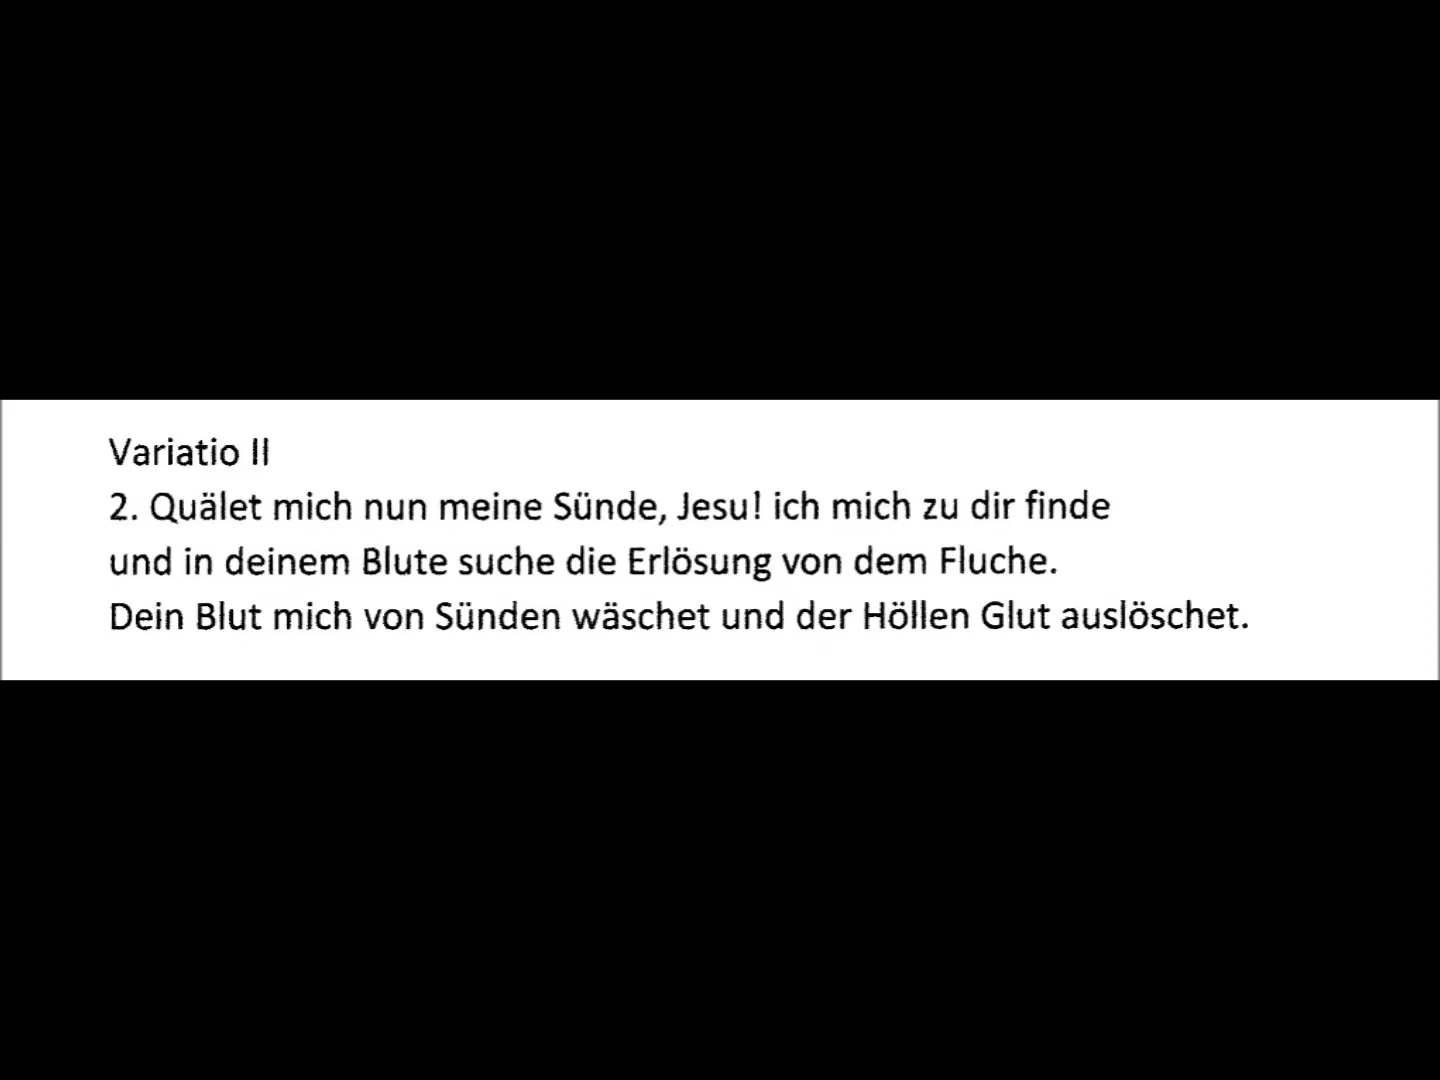 Variatio II
2. Quälet mich nun meine Sünde, Jesu! ich mich zu dir finde
und in deinem Blute suche die Erlösung von dem Fluche.
Dein Blut mich von Sünden wäschet und der Höllen Glut auslöschet.